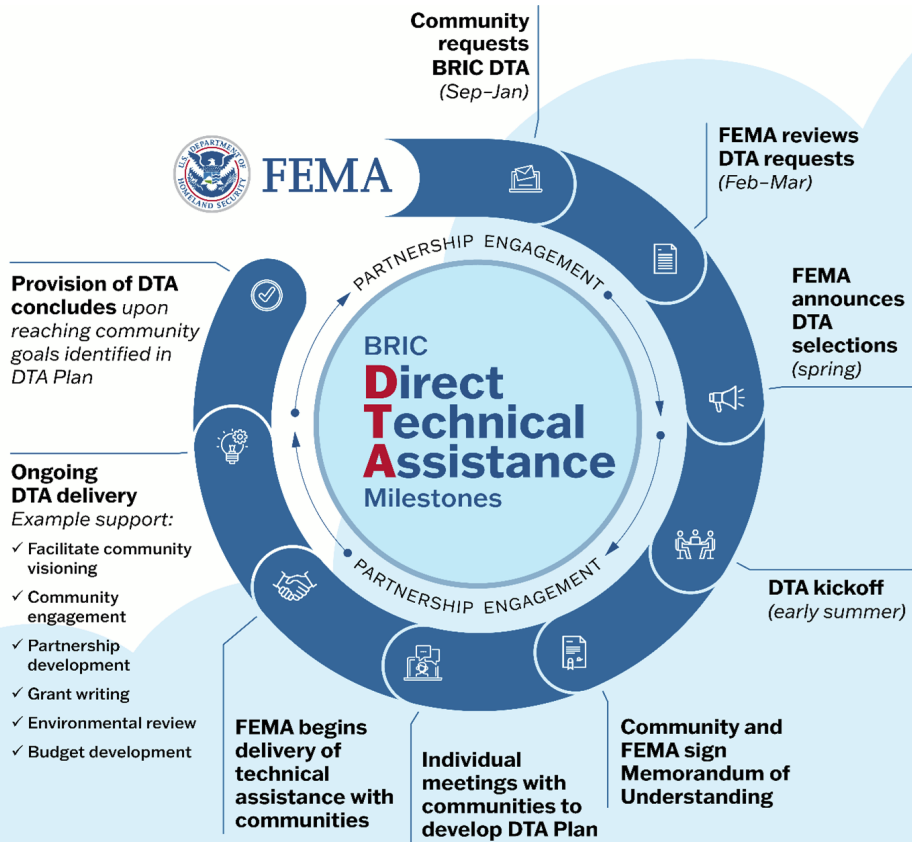 Community
requests
BRIC DTA
(Sep–Jan)
U.S. DEPARTMENT OF
HOMELAND SECURITY
FEMA
FEMA reviews
DTA requests
(Feb–Mar)
FEMA
announces
DTA
selections
(spring)
DTA kickoff
(early summer)
Community and
FEMA sign
Memorandum of
Understanding
Individual
meetings with
communities to
develop DTA Plan
FEMA begins
delivery of
technical
assistance with
communities
Ongoing
DTA delivery
Example support:
✓ Facilitate community
visioning
✓ Community
engagement
✓ Partnership
development
✓ Grant writing
✓ Environmental review
✓ Budget development
Provision of DTA
concludes upon
reaching community
goals identified in
DTA Plan
PARTNERSHIP ENGAGEMENT
BRIC
Direct
Technical
Assistance
Milestones
PARTNERSHIP ENGAGEMENT